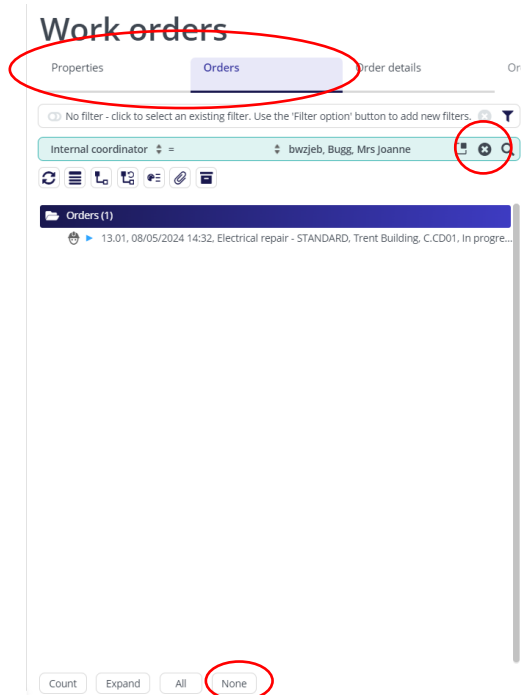 Work orders
Properties Orders Order details Or
No filter - click to select an existing filter. Use the 'Filter option' button to add new filters.
Internal coordinator = bwzjeb, Bugg, Mrs Joanne
Orders (1)
13.01, 08/05/2024 14:32, Electrical repair - STANDARD, Trent Building, C.CD01, In progre...
Count Expand All None